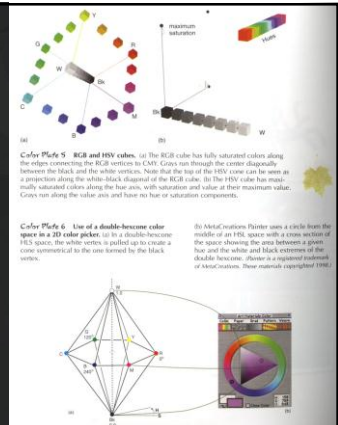 Y
maximum
saturation
Hues
G
R
W
Bk
C
M
B
Bk
W
(a)
(b)
Color Plate 5 RGB and HSV cubes. (a) The RGB cube has fully saturated colors along
the edges connecting the RGB vertices to CMY. Grays run through the center diagonally
between the black and the white vertices. Note that the top of the HSV cone can be seen as
a projection along the white-black diagonal of the RGB cube. (b) The HSV cube has maxi-
mally saturated colors along the hue axis, with saturation and value at their maximum value.
Grays run along the value axis and have no hue or saturation components.
Color Plate 6 Use of a double-hexcone color
space in a 2D color picker. (a) In a double-hexcone
HLS space, the white vertex is pulled up to create a
cone symmetrical to the one formed by the black
vertex.
(b) MetaCreations Painter uses a circle from the
middle of an HSL space with a cross section of
the space showing the area between a given
hue and the white and black extremes of the
double hexcone. (Painter is a registered trademark
of MetaCreations. These materials copyrighted 1998.)
W
G
120°
Y
C
R
0°
B
240°
M
Bk
H
S
(a)
(b)